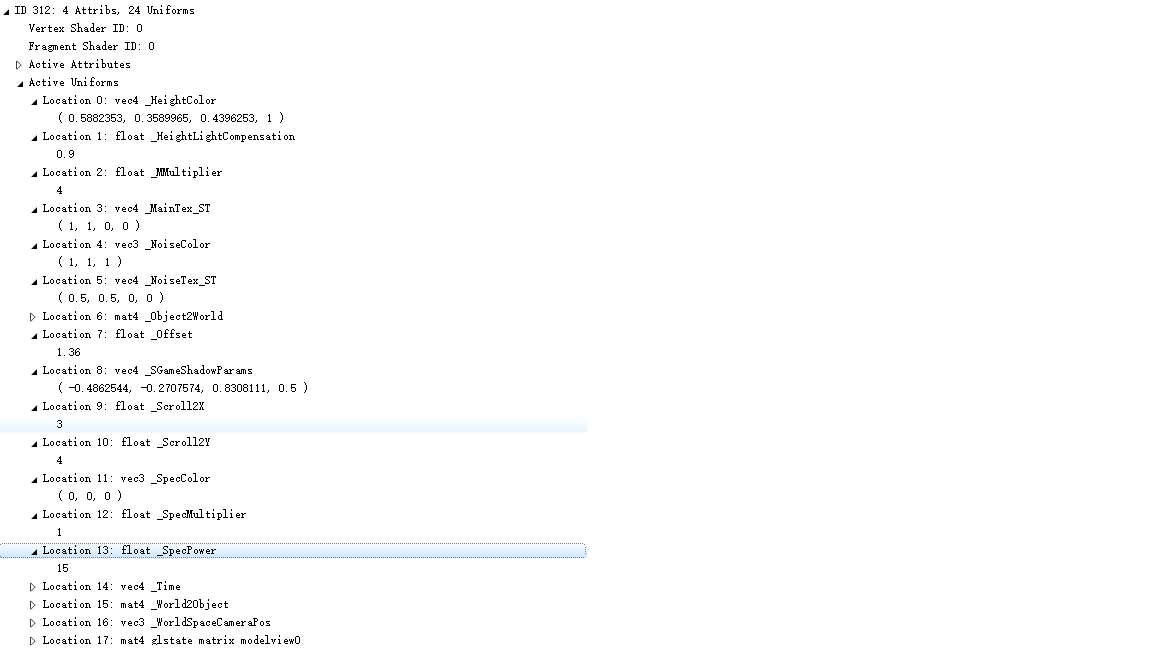 ID 312: 4 Attribs, 24 Uniforms
Vertex Shader ID: 0
Fragment Shader ID: 0
Active Attributes
Active Uniforms
Location 0: vec4 _HeightColor
( 0.5882353, 0.3589965, 0.4396253, 1 )
Location 1: float _HeightLightCompensation
0.9
Location 2: float _MMultiplier
4
Location 3: vec4 _MainTex_ST
( 1, 1, 0, 0 )
Location 4: vec3 _NoiseColor
( 1, 1, 1 )
Location 5: vec4 _NoiseTex_ST
( 0.5, 0.5, 0, 0 )
Location 6: mat4 _Object2World
Location 7: float _Offset
1.36
Location 8: vec4 _SGameShadowParams
( -0.4862544, -0.2707574, 0.8308111, 0.5 )
Location 9: float _Scroll2X
3
Location 10: float _Scroll2Y
4
Location 11: vec3 _SpecColor
( 0, 0, 0 )
Location 12: float _SpecMultiplier
1
Location 13: float _SpecPower
15
Location 14: vec4 _Time
Location 15: mat4 _World2Object
Location 16: vec3 _WorldSpaceCameraPos
Location 17: mat4 glstate_matrix_modelview0